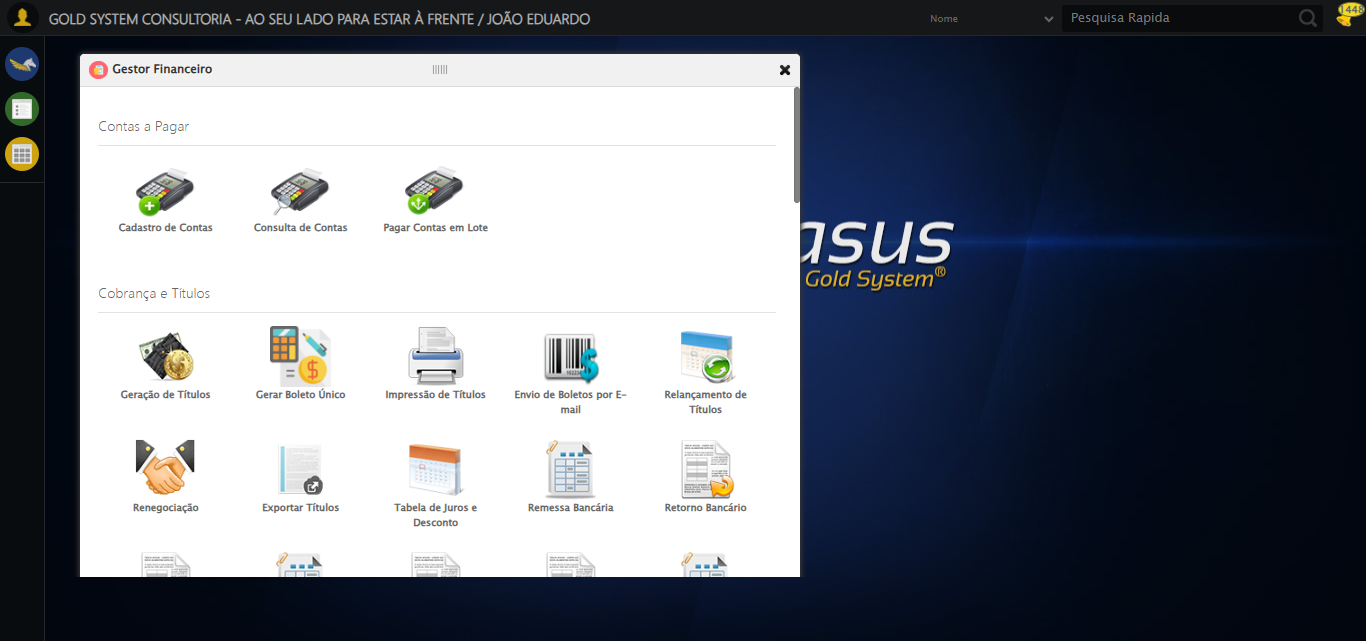 GOLD SYSTEM CONSULTORIA - AO SEU LADO PARA ESTAR À FRENTE / JOÃO EDUARDO
Nome
Pesquisa Rapida
1448
Gestor Financeiro
Contas a Pagar
Cadastro de Contas
Consulta de Contas
Pagar Contas em Lote
asus
Gold System®
Cobrança e Títulos
Geração de Títulos
Gerar Boleto Único
Impressão de Títulos
Envio de Boletos por E-
mail
Relançamento de
Títulos
Renegociação
Exportar Títulos
Tabela de Juros e
Desconto
Remessa Bancária
Retorno Bancário